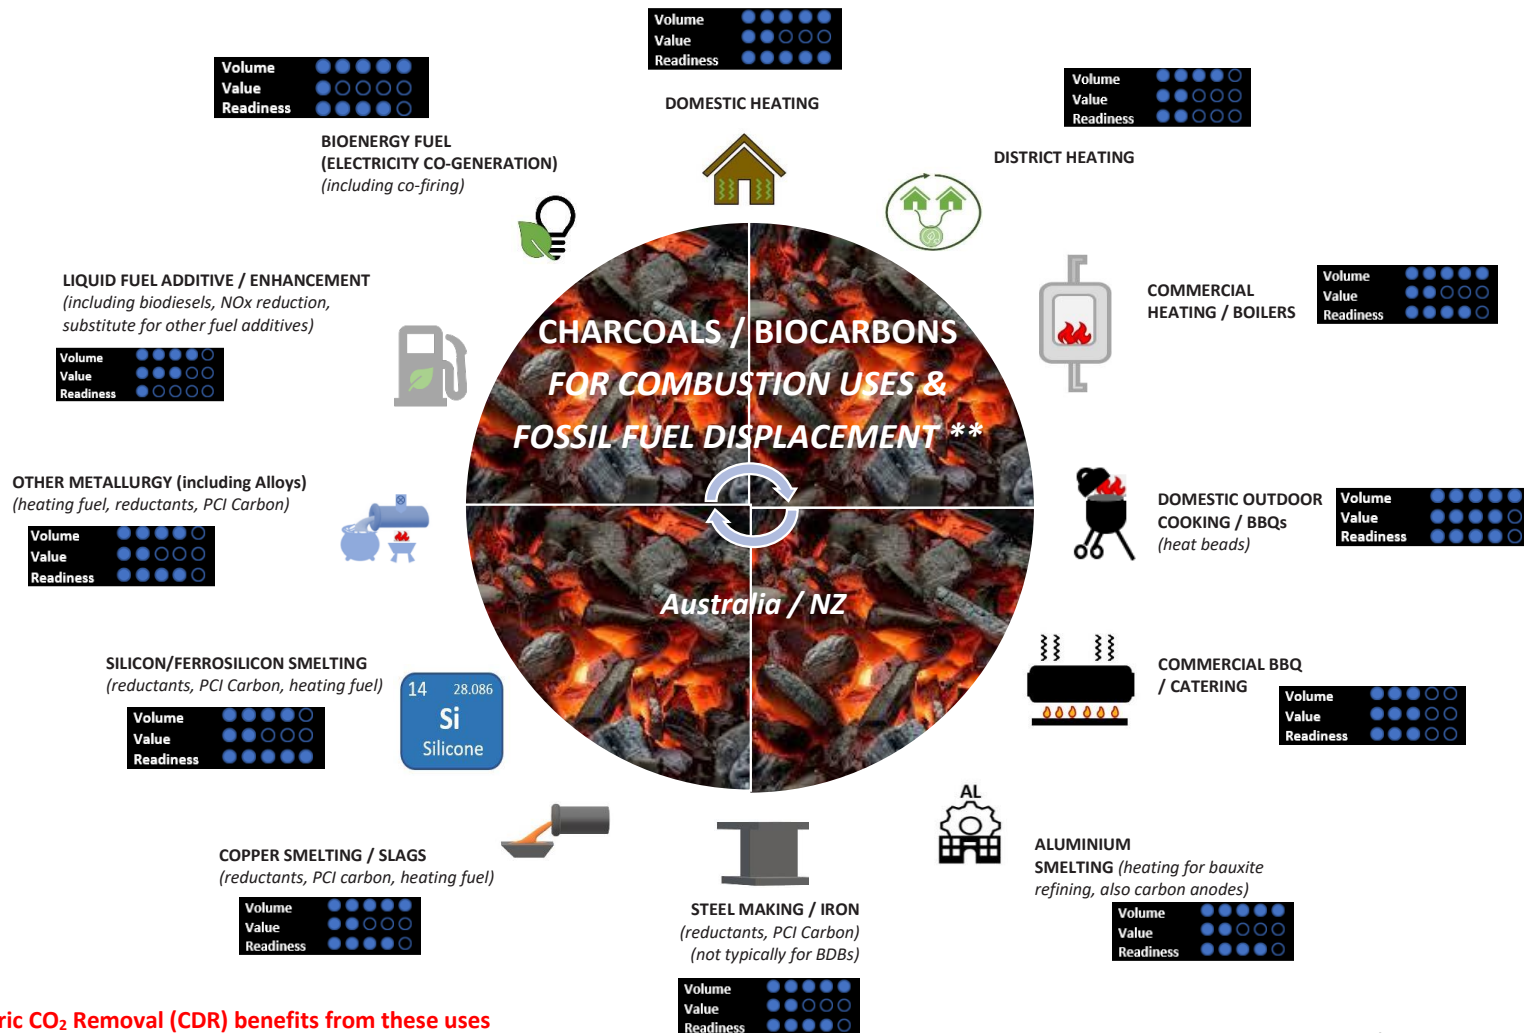 Volume
Value
Readiness
DOMESTIC HEATING
Volume
Value
Readiness
BIOENERGY FUEL
(ELECTRICITY CO-GENERATION)
(including co-firing)
Volume
Value
Readiness
DISTRICT HEATING
LIQUID FUEL ADDITIVE / ENHANCEMENT
(including biodiesels, NOx reduction,
substitute for other fuel additives)
Volume
Value
Readiness
COMMERCIAL
HEATING / BOILERS
Volume
Value
Readiness
CHARCOALS / BIOCARBONS
FOR COMBUSTION USES &
FOSSIL FUEL DISPLACEMENT **
Australia / NZ
OTHER METALLURGY (including Alloys)
(heating fuel, reductants, PCI Carbon)
Volume
Value
Readiness
DOMESTIC OUTDOOR
COOKING / BBQs
(heat beads)
Volume
Value
Readiness
SILICON/FERROSILICON SMELTING
(reductants, PCI Carbon, heating fuel)
Volume
Value
Readiness
14 28.086
Si
Silicone
COMMERCIAL BBQ
/ CATERING
Volume
Value
Readiness
COPPER SMELTING / SLAGS
(reductants, PCI carbon, heating fuel)
Volume
Value
Readiness
AL
ALUMINIUM
SMELTING (heating for bauxite
refining, also carbon anodes)
Volume
Value
Readiness
STEEL MAKING / IRON
(reductants, PCI Carbon)
(not typically for BDBs)
Volume
Value
Readiness
ric CO₂ Removal (CDR) benefits from these uses